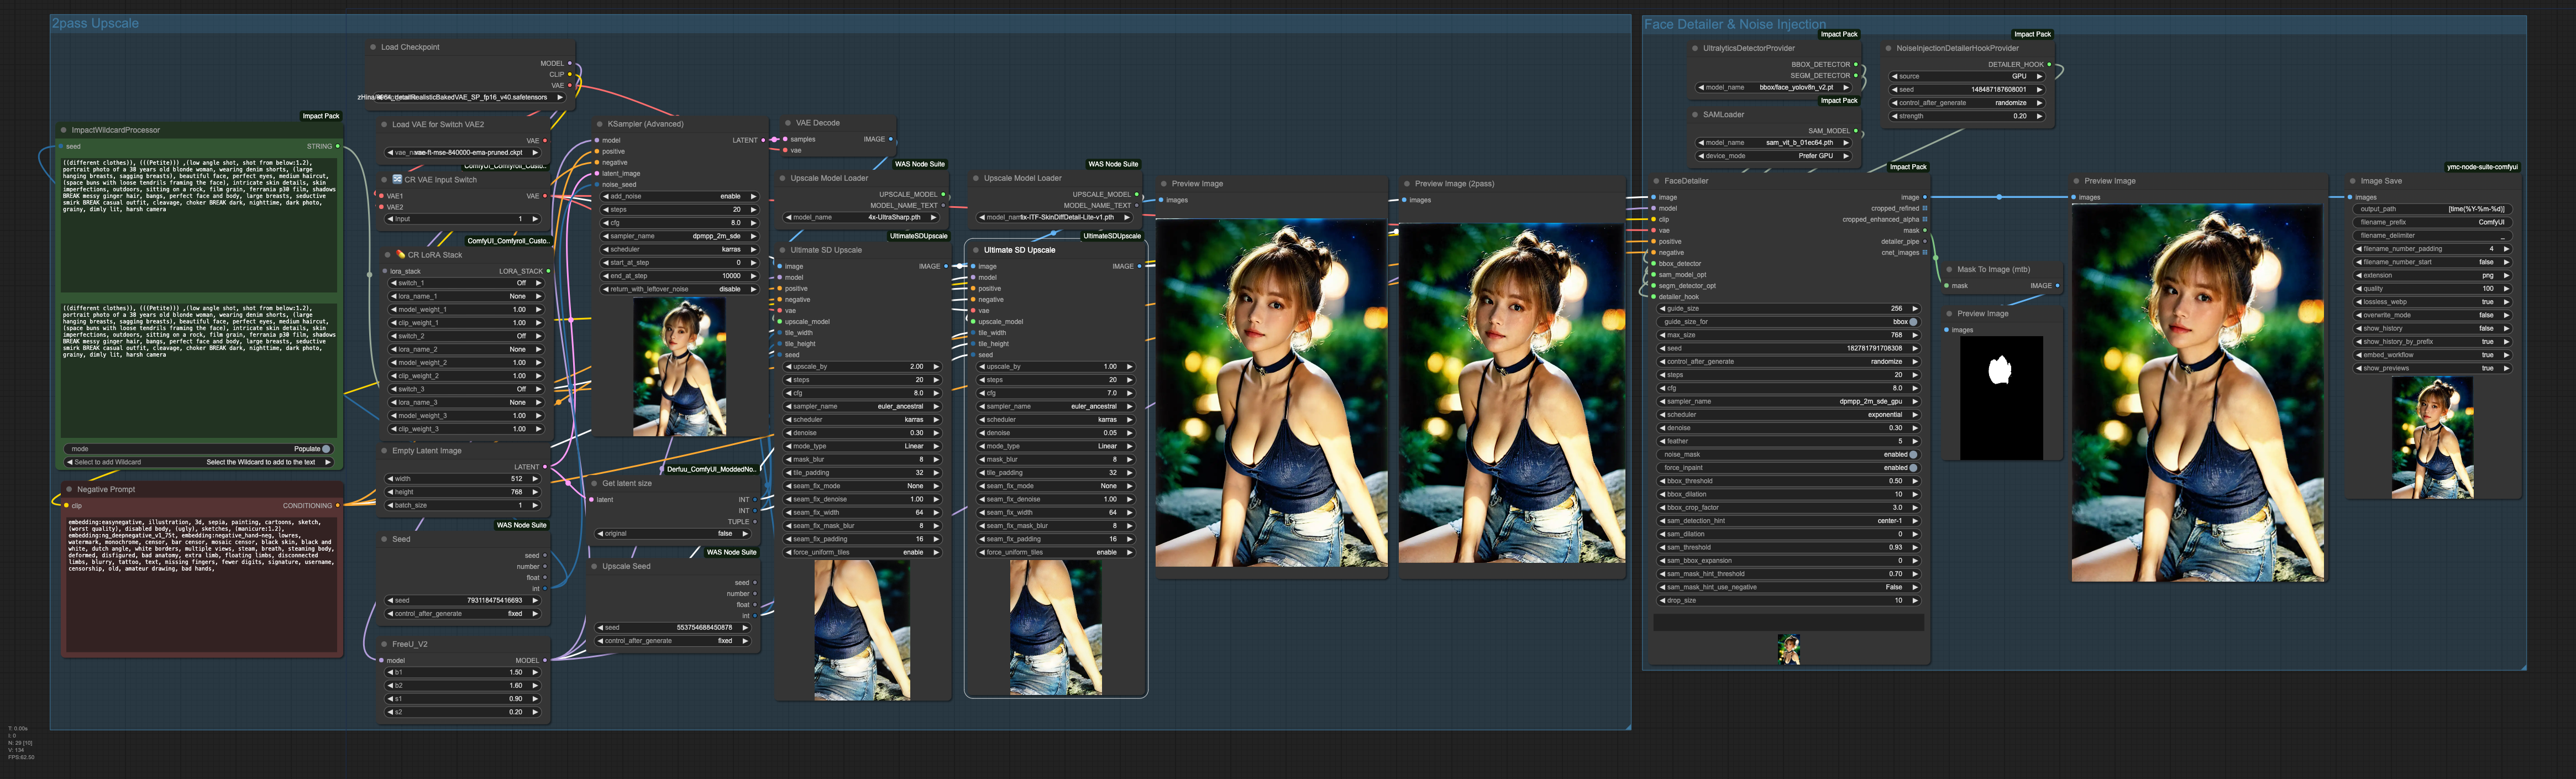 2pass Upscale
Load Checkpoint
MODEL
CLIP
VAE
Impact Pack
ImpactWildcardProcessor
seed
STRING
((different clothes)), (((Petite))) ,(low angle shot, shot from below:1.2),
portrait photo of a 38 years old blonde woman, wearing denim shorts, (large
hanging breasts, sagging breasts), beautiful face, perfect eyes, medium haircut,
(space buns with loose tendrils framing the face), intricate details, skin
imperfections, outdoors, sitting on a rock, film grain, ferrania p30 film, shadows
BREAK messy ginger hair, bangs, perfect face and body, large breasts, seductive
smirk BREAK casual outfit, cleavage, choker BREAK dark, nighttime, dark photo,
grainy, dimly lit, harsh camera
((different clothes)), (((Petite))) ,(low angle shot, shot from below:1.2),
portrait photo of a 38 years old blonde woman, wearing denim shorts, (large
hanging breasts, sagging breasts), beautiful face, perfect eyes, medium haircut,
(space buns with loose tendrils framing the face), intricate details, skin
imperfections, outdoors, sitting on a rock, film grain, ferrania p30 film, shadows
BREAK messy ginger hair, bangs, perfect face and body, large breasts, seductive
smirk BREAK casual outfit, cleavage, choker BREAK dark, nighttime, dark photo,
grainy, dimly lit, harsh camera
mode Populate
Select to add Wildcard Select the Wildcard to add to the text
Negative Prompt
clip CONDITIONING
embedding:easynegative, illustration, 3d, sepia, painting, cartoons, sketch,
(worst quality), disabled body, (ugly), sketches, (manicure:1.2),
embedding:ng_deepnegative_v1_75t, embedding:negative_hand-neg, lowres,
watermark, monochrome, censor, bar censor, mosaic censor, black skin, black and
white, dutch angle, white borders, multiple views, steam, breath, steaming body,
deformed, disfigured, bad anatomy, extra limb, floating limbs, disconnected
limbs, blurry, tattoo, text, missing fingers, fewer digits, signature, username,
censorship, old, amateur drawing, bad hands,
Load VAE for Switch VAE2
VAE
vae-ft-mse-840000-ema-pruned.ckpt
ComfyUI_Comfyroll_Custo..
CR VAE Input Switch
VAE1 VAE
VAE2
Input 1
ComfyUI_Comfyroll_Custo..
CR LoRA Stack
lora_stack LORA_STACK
switch_1 Off
lora_name_1 None
model_weight_1 1.00
clip_weight_1 1.00
switch_2 Off
lora_name_2 None
model_weight_2 1.00
clip_weight_2 1.00
switch_3 Off
lora_name_3 None
model_weight_3 1.00
clip_weight_3 1.00
Empty Latent Image
LATENT
width 512
height 768
batch_size 1
WAS Node Suite
Seed
seed
number
float
int
seed 793118475416693
control_after_generate fixed
FreeU_V2
model MODEL
b1 1.50
b2 1.60
s1 0.90
s2 0.20
KSampler (Advanced)
model LATENT
positive
negative
latent_image
noise_seed
add_noise enable
steps 20
cfg 8.0
sampler_name dpmpp_2m_sde
scheduler karras
start_at_step 0
end_at_step 10000
return_with_leftover_noise disable
Derfuu_ComfyUI_ModdedNo..
Get latent size
latent INT
INT
TUPLE
original false
WAS Node Suite
Upscale Seed
seed
number
float
int
seed 553754688450878
control_after_generate fixed
VAE Decode
samples IMAGE
vae
WAS Node Suite
Upscale Model Loader
UPSCALE_MODEL
MODEL_NAME_TEXT
model_name 4x-UltraSharp.pth
UltimateSDUpscale
Ultimate SD Upscale
image IMAGE
model
positive
negative
vae
upscale_model
tile_width
tile_height
seed
upscale_by 2.00
steps 20
cfg 8.0
sampler_name euler_ancestral
scheduler karras
denoise 0.30
mode_type Linear
mask_blur 8
tile_padding 32
seam_fix_mode None
seam_fix_denoise 1.00
seam_fix_width 64
seam_fix_mask_blur 8
seam_fix_padding 16
force_uniform_tiles enable
WAS Node Suite
Upscale Model Loader
UPSCALE_MODEL
MODEL_NAME_TEXT
UltimateSDUpscale
Ultimate SD Upscale
image IMAGE
model
positive
negative
vae
upscale_model
tile_width
tile_height
seed
upscale_by 1.00
steps 20
cfg 7.0
sampler_name euler_ancestral
scheduler karras
denoise 0.05
mode_type Linear
mask_blur 8
tile_padding 32
seam_fix_mode None
seam_fix_denoise 1.00
seam_fix_width 64
seam_fix_mask_blur 8
seam_fix_padding 16
force_uniform_tiles enable
Preview Image
images
Preview Image (2pass)
images
Face Detailer & Noise Injection
Impact Pack
UltralyticsDetectorProvider
BBOX_DETECTOR
SEGM_DETECTOR
model_name bbox/face_yolov8n_v2.pt
Impact Pack
SAMLoader
SAM_MODEL
model_name sam_vit_b_01ec64.pth
device_mode Prefer GPU
Impact Pack
NoiseInjectionDetailerHookProvider
DETAILER_HOOK
source GPU
seed 148487187608001
control_after_generate randomize
strength 0.20
Impact Pack
FaceDetailer
image image
model cropped_refined
clip cropped_enhanced_alpha
vae mask
positive detailer_pipe
negative cnet_images
bbox_detector
sam_model_opt
segm_detector_opt
detailer_hook
guide_size 256
guide_size_for bbox
max_size 768
seed 182781791708308
control_after_generate randomize
steps 20
cfg 8.0
sampler_name dpmpp_2m_sde_gpu
scheduler exponential
denoise 0.30
feather 5
noise_mask enabled
force_inpaint enabled
bbox_threshold 0.50
bbox_dilation 10
bbox_crop_factor 3.0
sam_detection_hint center-1
sam_dilation 0
sam_threshold 0.93
sam_bbox_expansion 0
sam_mask_hint_threshold 0.70
sam_mask_hint_use_negative False
drop_size 10
Mask To Image (mtb)
mask IMAGE
Preview Image
images
Preview Image
images
ymc-node-suite-comfyui
Image Save
images
output_path [time(%Y-%m-%d)]
filename_prefix ComfyUI
filename_delimiter _
filename_number_padding 4
filename_number_start false
extension png
quality 100
lossless_webp true
overwrite_mode false
show_history false
show_history_by_prefix true
embed_workflow true
show_previews true
T: 0.00s
I: 0
N: 29 [10]
V: 134
FPS:62.50